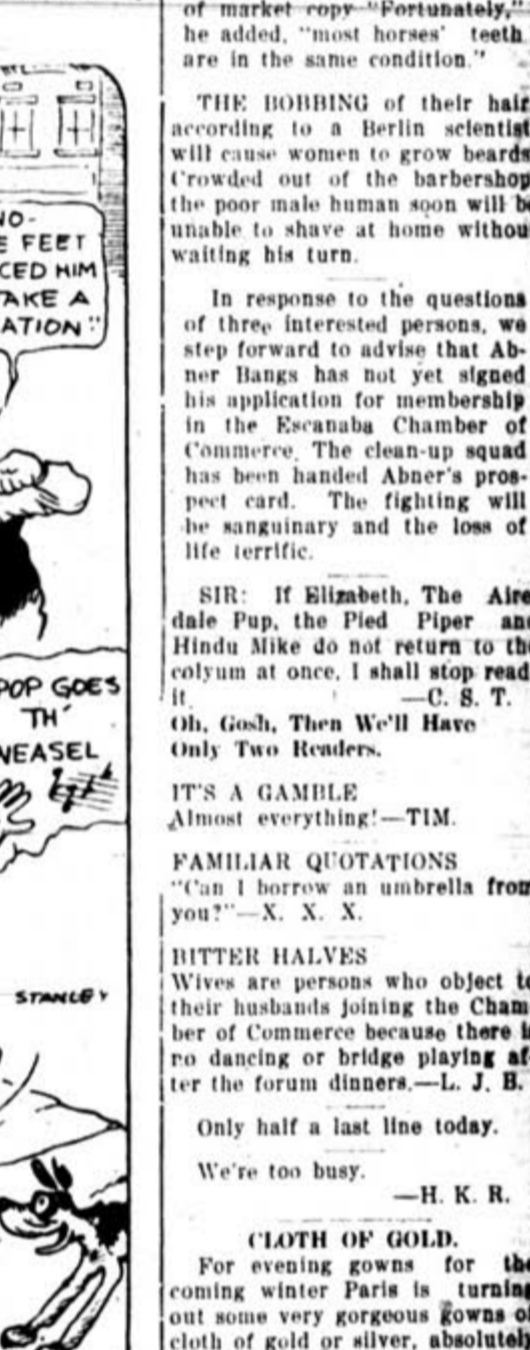 NO-
E FEET
CED HIM
TAKE A
ATION"
POP GOES
TH'
WEASEL
STANLEY
of market copy "Fortunately,"
he added, "most horses' teeth
are in the same condition."
THE BOBBING of their hair
according to a Berlin scientist
will cause women to grow beards
Crowded out of the barbershop
the poor male human soon will be
unable to shave at home withou
waiting his turn.
In response to the questions
of three interested persons, we
step forward to advise that Ab-
ner Bangs has not yet signed
his application for membership
in the Escanaba Chamber of
Commerce. The clean-up squad
has been handed Abner's pros-
pect card. The fighting will
be sanguinary and the loss of
life terrific.
SIR: If Elizabeth, The Aire
dale Pup, the Pied Piper and
Hindu Mike do not return to the
colyum at once, I shall stop read
it. —C. S. T.
Oh, Gosh, Then We'll Have
Only Two Readers.
IT'S A GAMBLE
Almost everything!—TIM.
FAMILIAR QUOTATIONS
"Can I borrow an umbrella from
you?"—X. X. X.
BITTER HALVES
Wives are persons who object to
their husbands joining the Cham
ber of Commerce because there is
no dancing or bridge playing af-
ter the forum dinners.—L. J. B.
Only half a last line today.
We're too busy.
—H. K. R.
CLOTH OF GOLD.
For evening gowns for the
coming winter Paris is turning
out some very gorgeous gowns of
cloth of gold or silver, absolutely